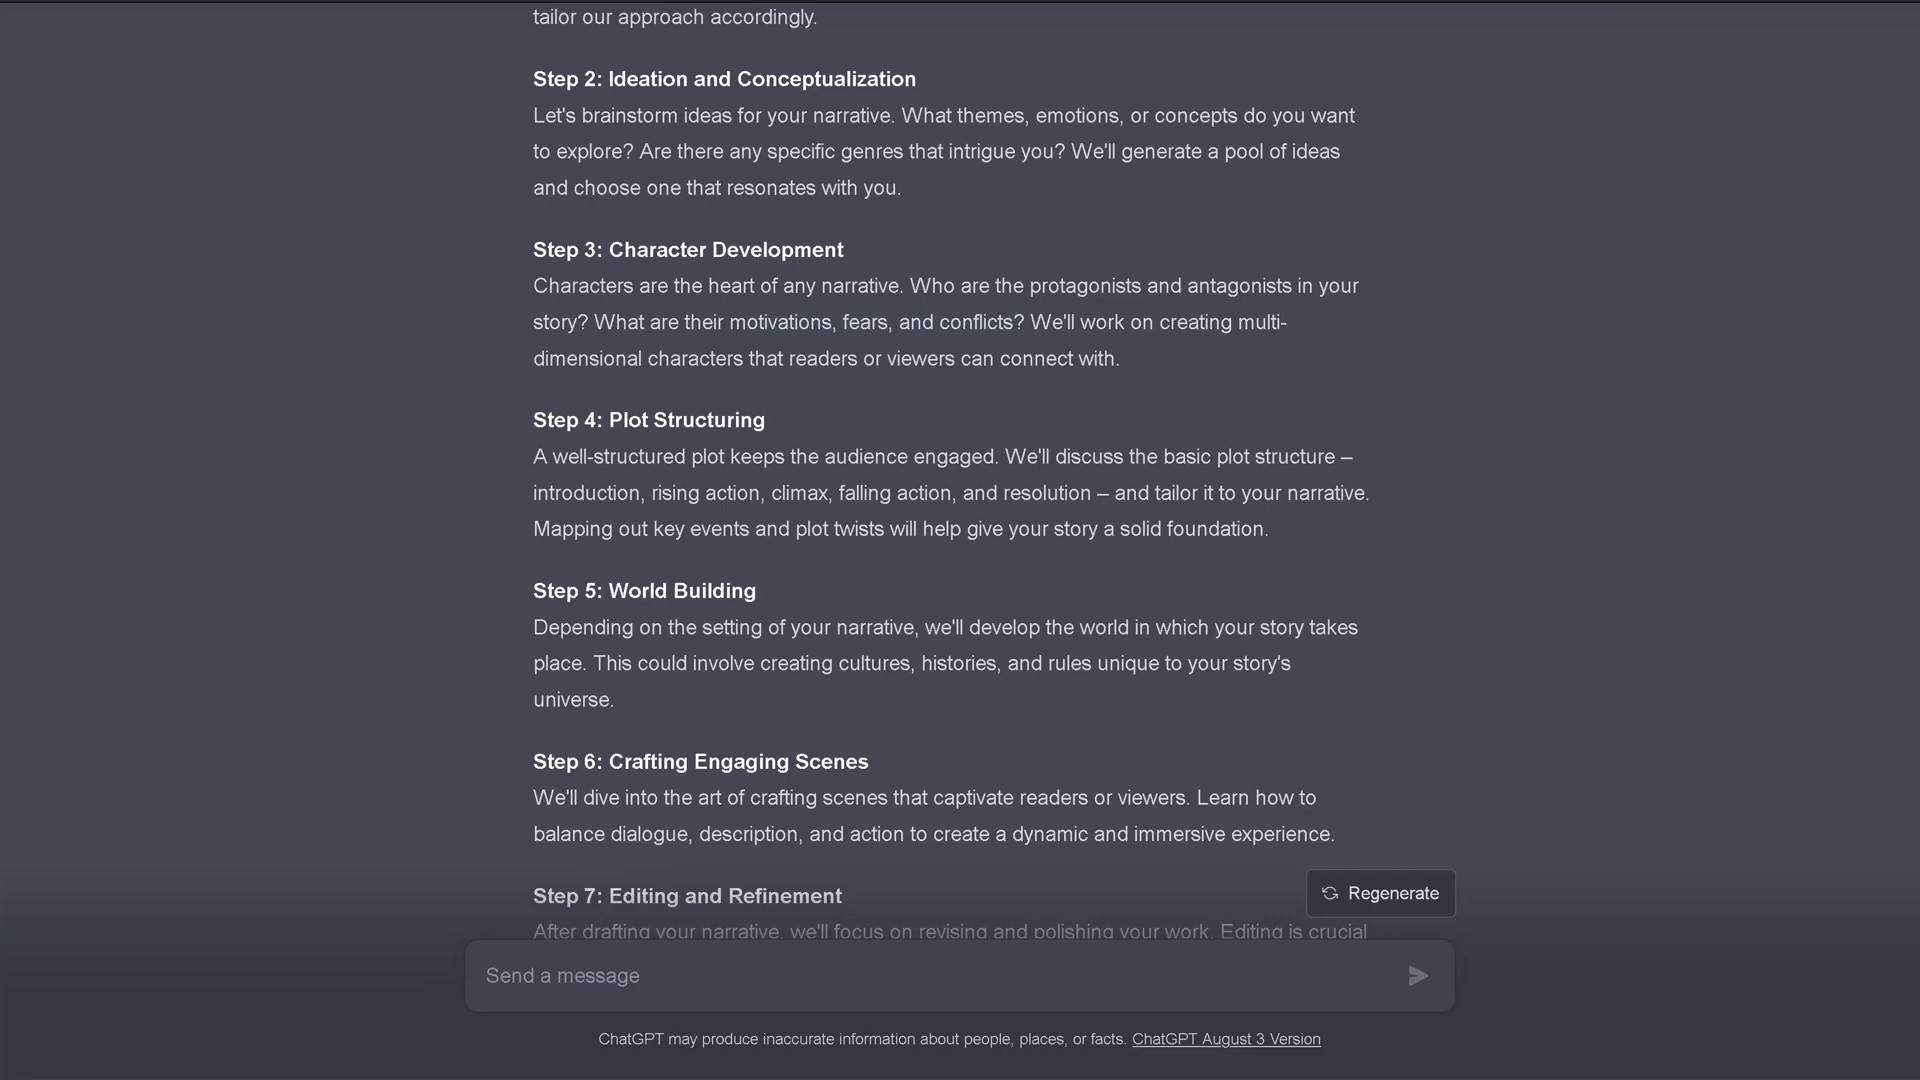 tailor our approach accordingly.
Step 2: Ideation and Conceptualization
Let's brainstorm ideas for your narrative. What themes, emotions, or concepts do you want
to explore? Are there any specific genres that intrigue you? We'll generate a pool of ideas
and choose one that resonates with you.
Step 3: Character Development
Characters are the heart of any narrative. Who are the protagonists and antagonists in your
story? What are their motivations, fears, and conflicts? We'll work on creating multi-
dimensional characters that readers or viewers can connect with.
Step 4: Plot Structuring
A well-structured plot keeps the audience engaged. We'll discuss the basic plot structure –
introduction, rising action, climax, falling action, and resolution – and tailor it to your narrative.
Mapping out key events and plot twists will help give your story a solid foundation.
Step 5: World Building
Depending on the setting of your narrative, we'll develop the world in which your story takes
place. This could involve creating cultures, histories, and rules unique to your story's
universe.
Step 6: Crafting Engaging Scenes
We'll dive into the art of crafting scenes that captivate readers or viewers. Learn how to
balance dialogue, description, and action to create a dynamic and immersive experience.
Step 7: Editing and Refinement
Regenerate
After drafting your narrative, we'll focus on revising and polishing your work. Editing is crucial
Send a message
ChatGPT may produce inaccurate information about people, places, or facts. ChatGPT August 3 Version